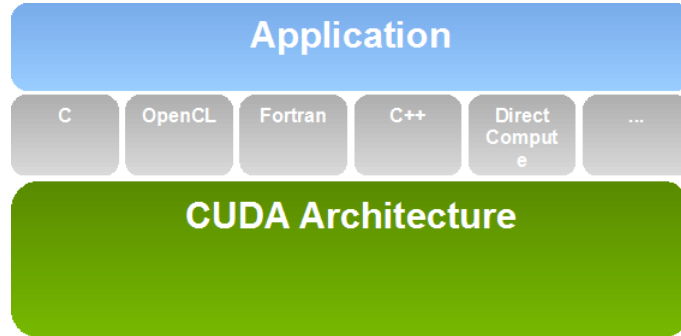 Application
C
OpenCL
Fortran
C++
Direct
Comput
e
...
CUDA Architecture